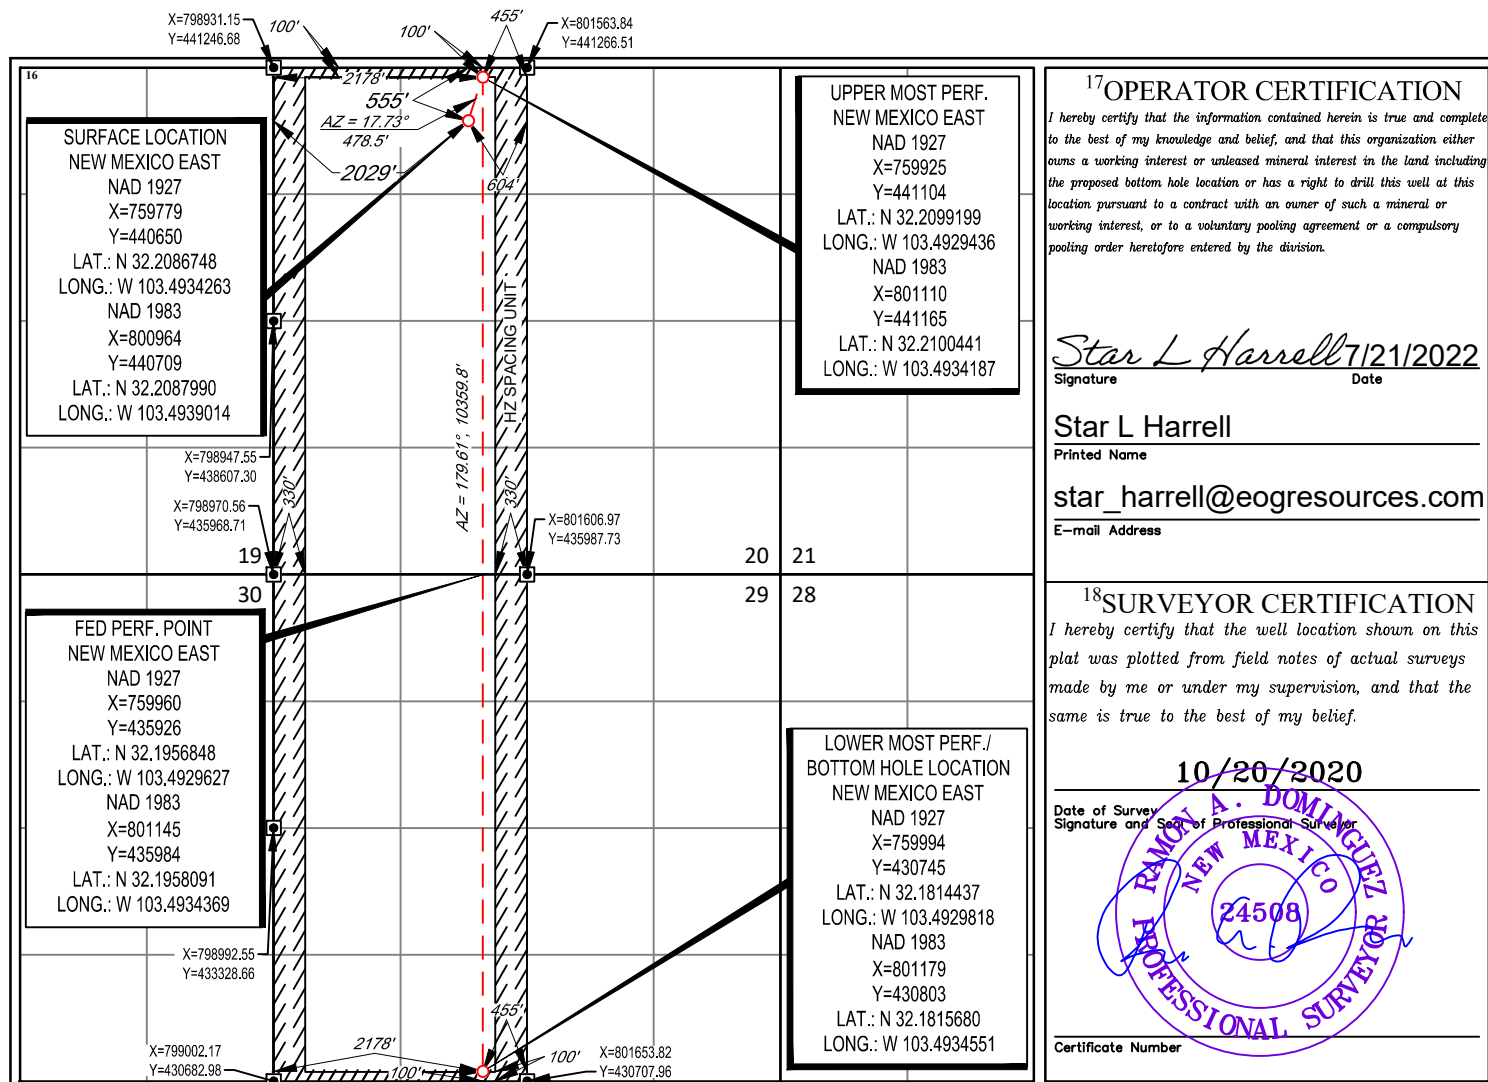 X=798931.15
Y=441246.68
100'
100'
455'
X=801563.84
Y=441266.51
16
2178'
555'
AZ = 17.73°
478.5'
2029'
604'
SURFACE LOCATION
NEW MEXICO EAST
NAD 1927
X=759779
Y=440650
LAT.: N 32.2086748
LONG.: W 103.4934263
NAD 1983
X=800964
Y=440709
LAT.: N 32.2087990
LONG.: W 103.4939014
UPPER MOST PERF.
NEW MEXICO EAST
NAD 1927
X=759925
Y=441104
LAT.: N 32.2099199
LONG.: W 103.4929436
NAD 1983
X=801110
Y=441165
LAT.: N 32.2100441
LONG.: W 103.4934187
HZ SPACING UNIT
AZ = 179.61°, 10359.8'
X=798947.55
Y=438607.30
330'
330'
X=798970.56
Y=435968.71
X=801606.97
Y=435987.73
19
20
21
30
29
28
FED PERF. POINT
NEW MEXICO EAST
NAD 1927
X=759960
Y=435926
LAT.: N 32.1956848
LONG.: W 103.4929627
NAD 1983
X=801145
Y=435984
LAT.: N 32.1958091
LONG.: W 103.4934369
LOWER MOST PERF./
BOTTOM HOLE LOCATION
NEW MEXICO EAST
NAD 1927
X=759994
Y=430745
LAT.: N 32.1814437
LONG.: W 103.4929818
NAD 1983
X=801179
Y=430803
LAT.: N 32.1815680
LONG.: W 103.4934551
X=798992.55
Y=433328.66
455'
X=799002.17
Y=430682.98
2178'
100'
100'
X=801653.82
Y=430707.96
17OPERATOR CERTIFICATION
I hereby certify that the information contained herein is true and complete
to the best of my knowledge and belief, and that this organization either
owns a working interest or unleased mineral interest in the land including
the proposed bottom hole location or has a right to drill this well at this
location pursuant to a contract with an owner of such a mineral or
working interest, or to a voluntary pooling agreement or a compulsory
pooling order heretofore entered by the division.
Star L Harrell 7/21/2022
Signature Date
Star L Harrell
Printed Name
star_harrell@eogresources.com
E-mail Address
18SURVEYOR CERTIFICATION
I hereby certify that the well location shown on this
plat was plotted from field notes of actual surveys
made by me or under my supervision, and that the
same is true to the best of my belief.
10/20/2020
Date of Survey
Signature and Seal of Professional Surveyor
RAMON A. DOMINGUEZ
NEW MEXICO
24508
PROFESSIONAL SURVEYOR
Certificate Number